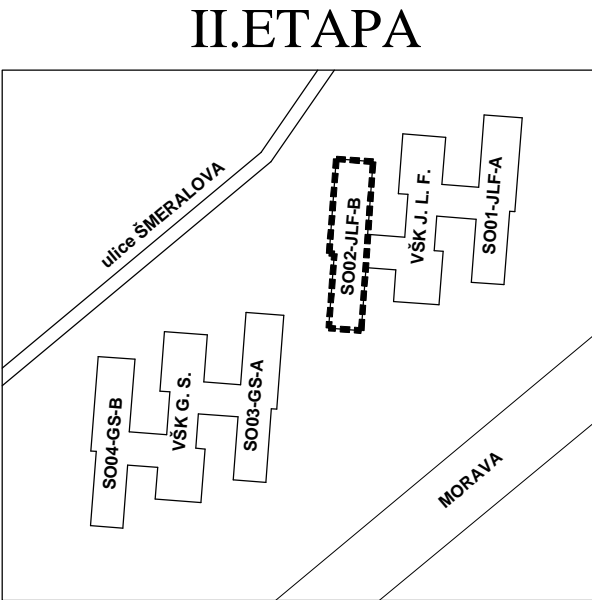 II.ETAPA
ulice ŠMERALOVA
SO02-JLF-B
VŠK J. L. F.
SO01-JLF-A
SO04-GS-B
VŠK G. S.
SO03-GS-A
MORAVA